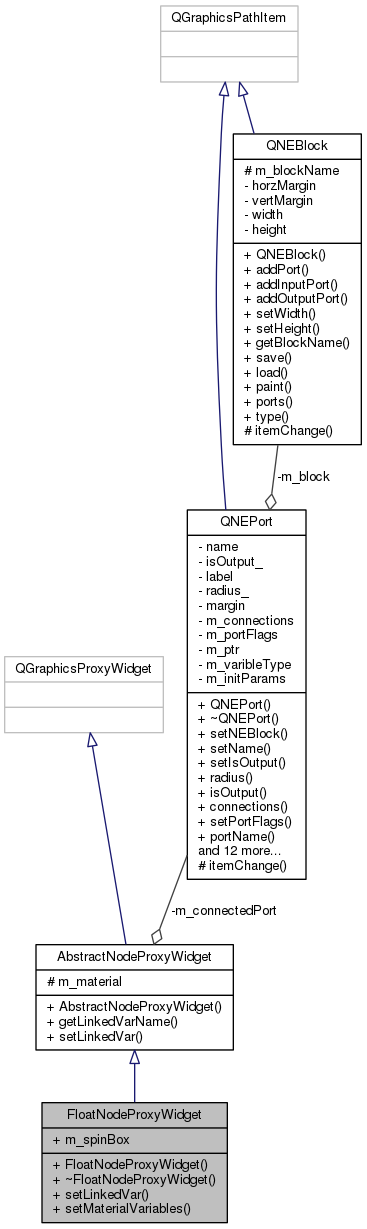 QGraphicsPathItem
QNEBlock
# m_blockName
- horzMargin
- vertMargin
- width
- height
+ QNEBlock()
+ addPort()
+ addInputPort()
+ addOutputPort()
+ setWidth()
+ setHeight()
+ getBlockName()
+ save()
+ load()
+ paint()
+ ports()
+ type()
# itemChange()
-m_block
QNEPort
- name
- isOutput_
- label
- radius_
- margin
- m_connections
- m_portFlags
- m_ptr
- m_varibleType
- m_initParams
+ QNEPort()
+ ~QNEPort()
+ setNEBlock()
+ setName()
+ setIsOutput()
+ radius()
+ isOutput()
+ connections()
+ setPortFlags()
+ portName()
and 12 more...
# itemChange()
QGraphicsProxyWidget
-m_connectedPort
AbstractNodeProxyWidget
# m_material
+ AbstractNodeProxyWidget()
+ getLinkedVarName()
+ setLinkedVar()
FloatNodeProxyWidget
+ m_spinBox
+ FloatNodeProxyWidget()
+ ~FloatNodeProxyWidget()
+ setLinkedVar()
+ setMaterialVariables()